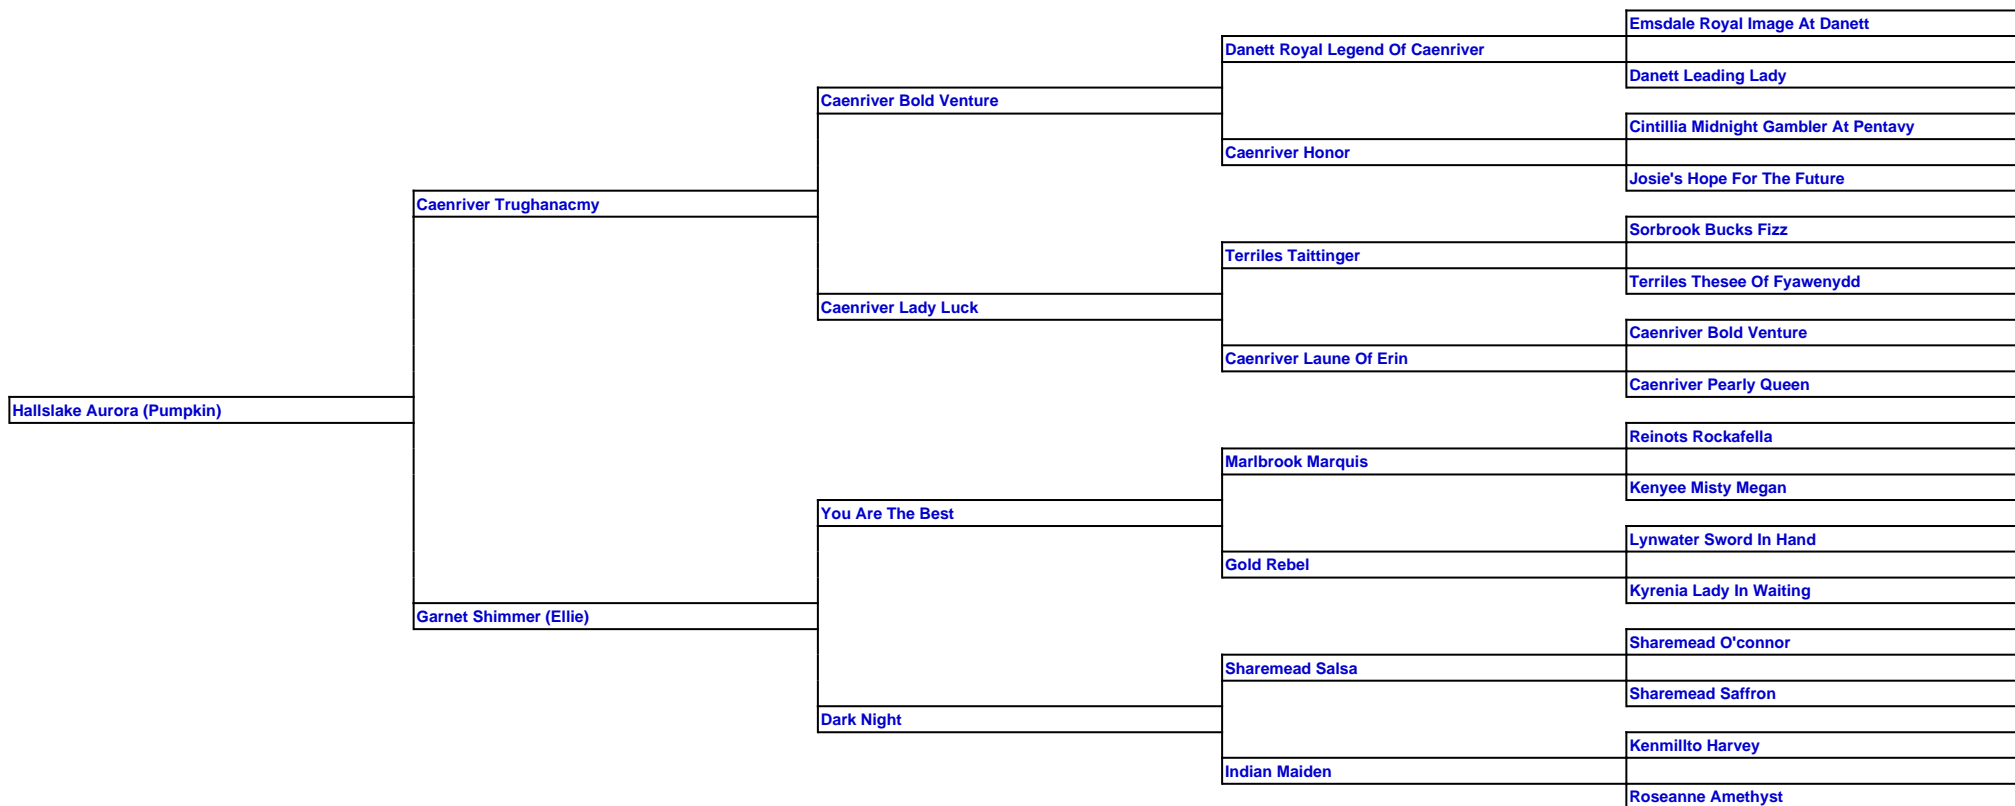 Emsdale Royal Image At Danett
Danett Royal Legend Of Caenriver
Danett Leading Lady
Caenriver Bold Venture
Cintillia Midnight Gambler At Pentavy
Caenriver Honor
Josie's Hope For The Future
Caenriver Trughanacmy
Sorbrook Bucks Fizz
Terriles Taittinger
Terriles Thesee Of Fyawenydd
Caenriver Lady Luck
Caenriver Bold Venture
Caenriver Laune Of Erin
Caenriver Pearly Queen
Hallslake Aurora (Pumpkin)
Reinots Rockafella
Marlbrook Marquis
Kenyee Misty Megan
You Are The Best
Lynwater Sword In Hand
Gold Rebel
Kyrenia Lady In Waiting
Garnet Shimmer (Ellie)
Sharemead O'connor
Sharemead Salsa
Sharemead Saffron
Dark Night
Kenmillto Harvey
Indian Maiden
Roseanne Amethyst